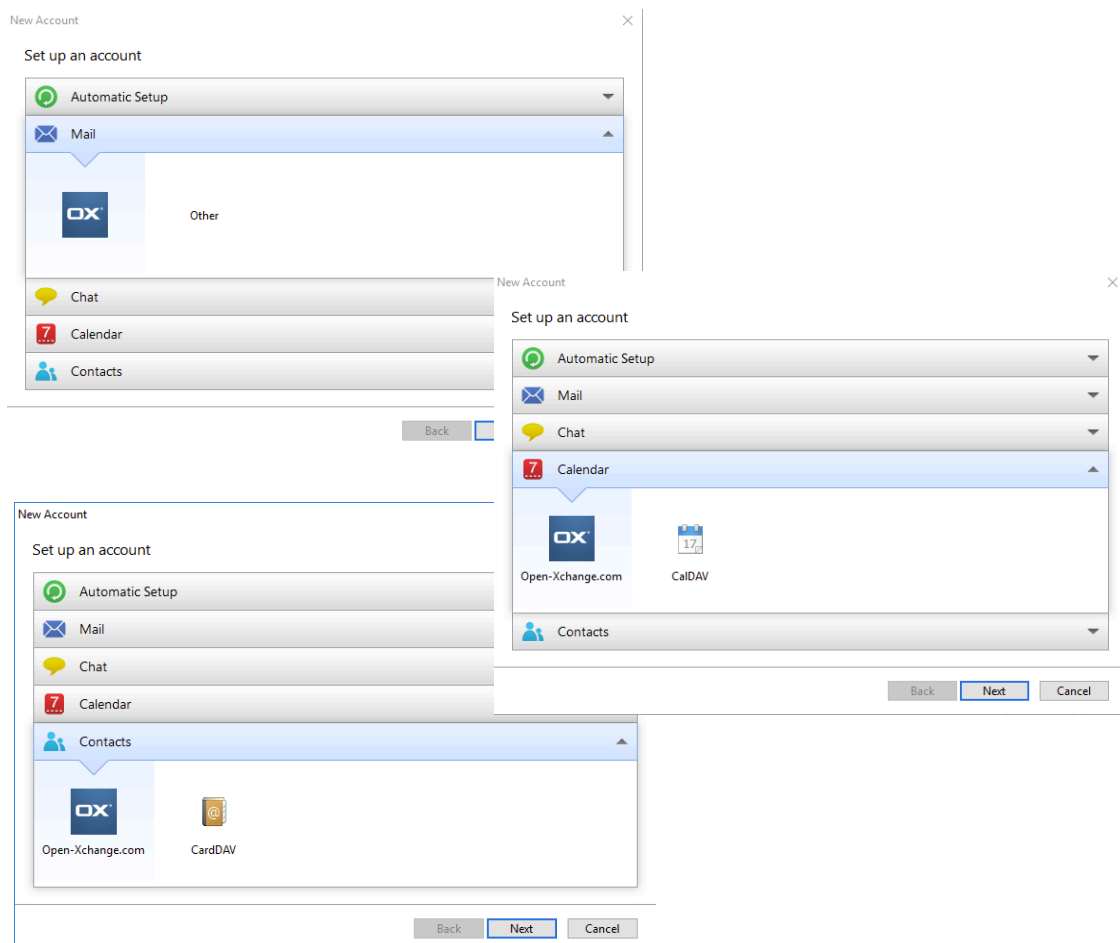 New Account
Set up an account
Automatic Setup
Mail
OX
Other
Chat
Calendar
Contacts
Back
New Account
Set up an account
Automatic Setup
Mail
Chat
7 Calendar
OX
17
Open-Xchange.com CalDAV
Contacts
Back Next Cancel
New Account
Set up an account
Automatic Setup
Mail
Chat
7 Calendar
Contacts
OX
@
Open-Xchange.com CardDAV
Back Next Cancel